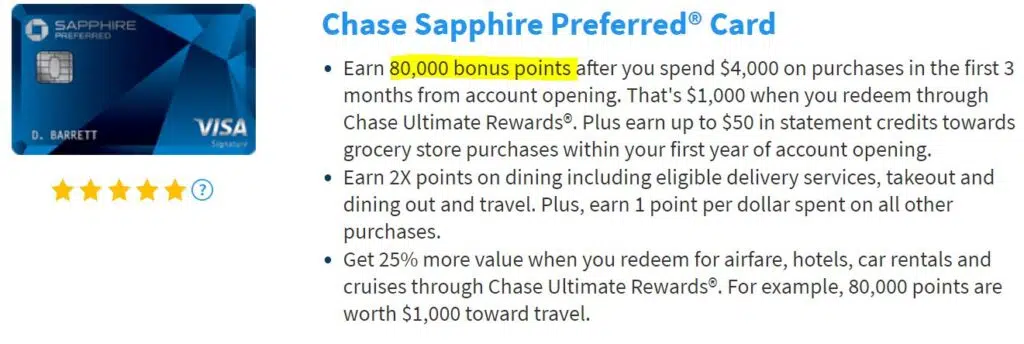 SAPPHIRE
PREFERRED
D. BARRETT
VISA
Signature
?
Chase Sapphire Preferred® Card
• Earn 80,000 bonus points after you spend $4,000 on purchases in the first 3
months from account opening. That's $1,000 when you redeem through
Chase Ultimate Rewards®. Plus earn up to $50 in statement credits towards
grocery store purchases within your first year of account opening.
• Earn 2X points on dining including eligible delivery services, takeout and
dining out and travel. Plus, earn 1 point per dollar spent on all other
purchases.
• Get 25% more value when you redeem for airfare, hotels, car rentals and
cruises through Chase Ultimate Rewards®. For example, 80,000 points are
worth $1,000 toward travel.